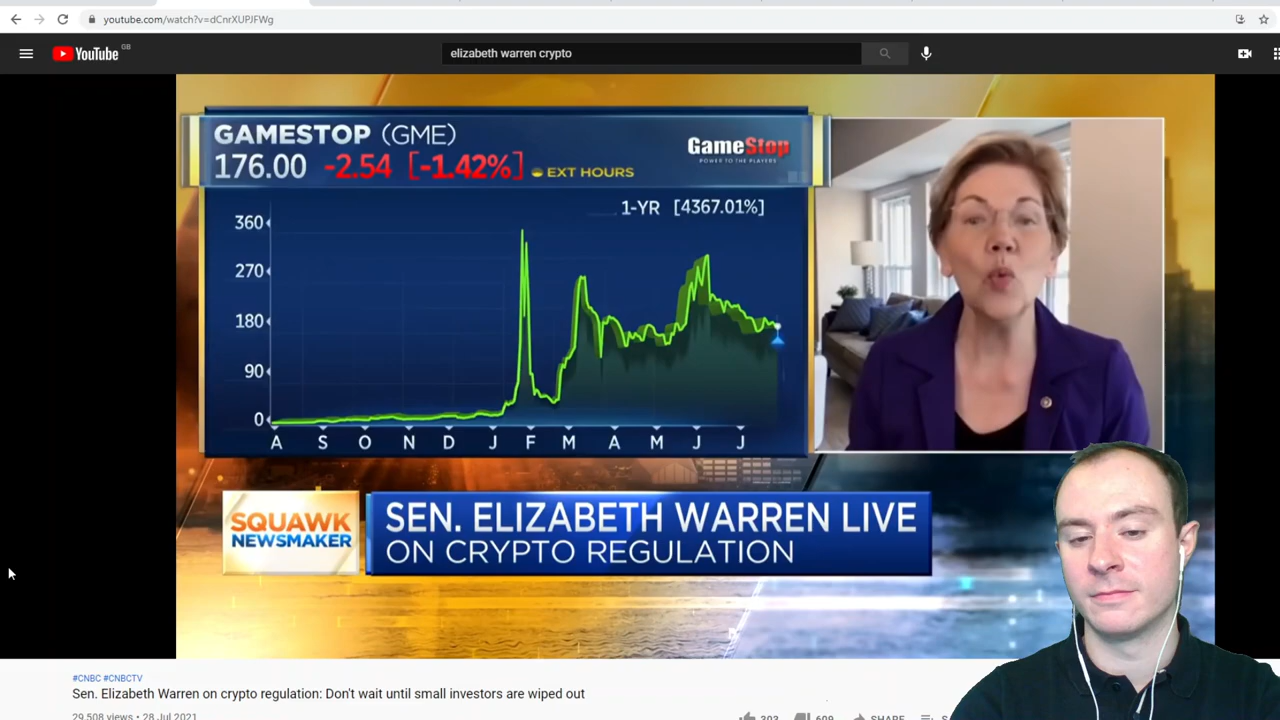 youtube.com/watch?v=dCnrXUPJFWg
YouTube GB
elizabeth warren crypto
GAMESTOP (GME)
176.00 -2.54 [-1.42%] EXT HOURS
GameStop
POWER TO THE PLAYERS
1-YR [4367.01%]
360
270
180
90
0
A S O N D J F M A M J J
SQUAWK
NEWSMAKER
SEN. ELIZABETH WARREN LIVE
ON CRYPTO REGULATION
#CNBC #CNBCTV
Sen. Elizabeth Warren on crypto regulation: Don't wait until small investors are wiped out
29,508 views • 28 Jul 2021
303
609
SHARE